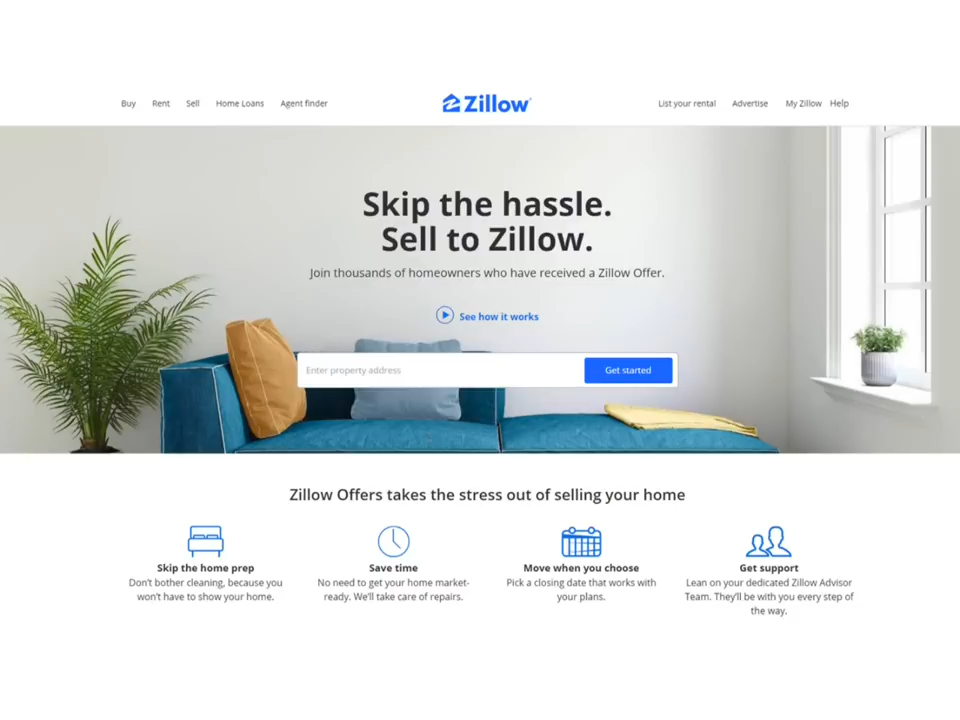 Buy Rent Sell Home Loans Agent finder Zillow List your rental Advertise My Zillow Help
Skip the hassle.
Sell to Zillow.
Join thousands of homeowners who have received a Zillow Offer.
See how it works
Enter property address Get started
Zillow Offers takes the stress out of selling your home
Skip the home prep
Don't bother cleaning, because you
won't have to show your home.
Save time
No need to get your home market-
ready. We'll take care of repairs.
Move when you choose
Pick a closing date that works with
your plans.
Get support
Lean on your dedicated Zillow Advisor
Team. They'll be with you every step of
the way.